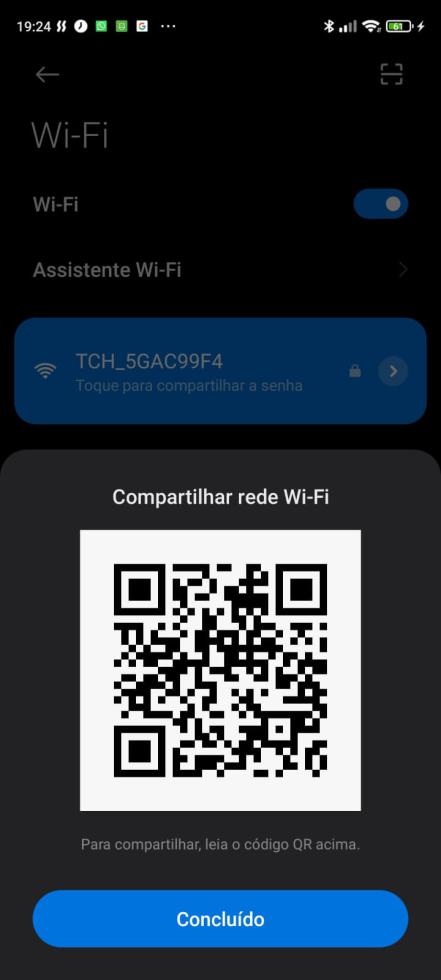 19:24
61
Wi-Fi
Wi-Fi
Assistente Wi-Fi
TCH_5GAC99F4
Toque para compartilhar a senha
Compartilhar rede Wi-Fi
Para compartilhar, leia o código QR acima.
Concluído